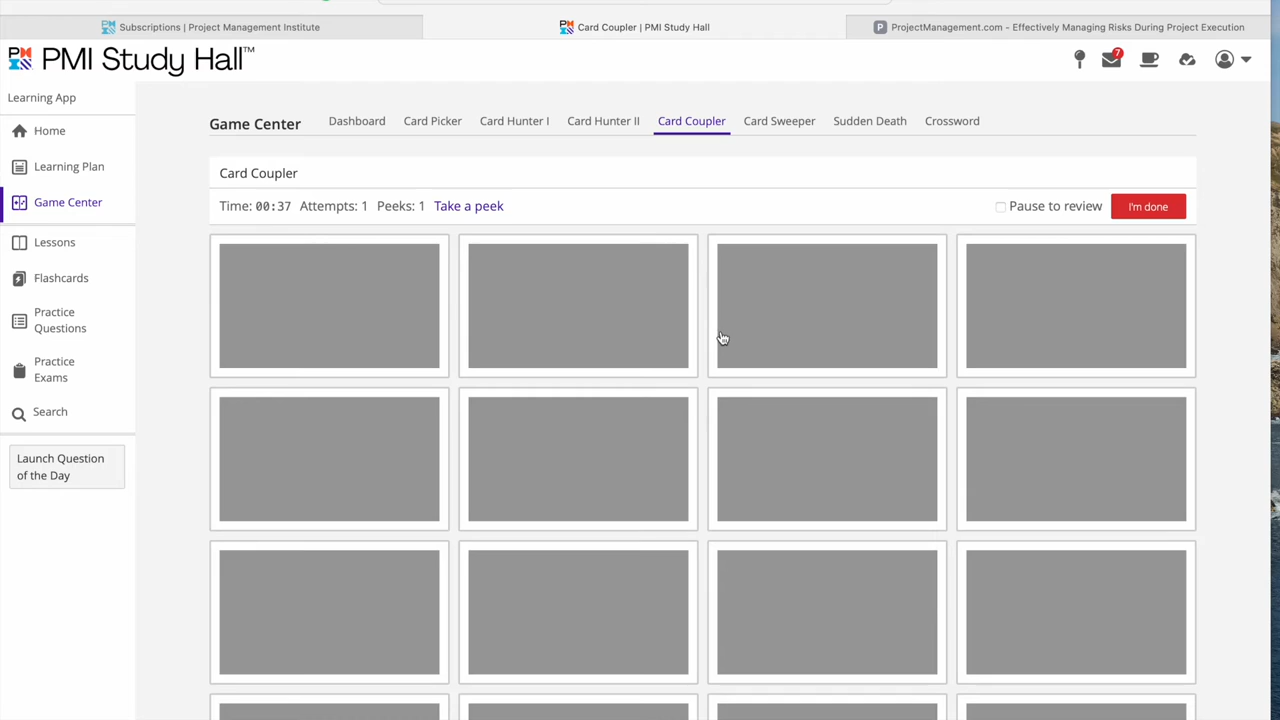 Subscriptions | Project Management Institute
Card Coupler | PMI Study Hall
ProjectManagement.com - Effectively Managing Risks During Project Execution
PMI Study Hall™
7
Learning App
Home
Learning Plan
Game Center
Lessons
Flashcards
Practice
Questions
Practice
Exams
Search
Launch Question
of the Day
Game Center
Dashboard
Card Picker
Card Hunter I
Card Hunter II
Card Coupler
Card Sweeper
Sudden Death
Crossword
Card Coupler
Time: 00:37 Attempts: 1 Peeks: 1 Take a peek
Pause to review
I'm done